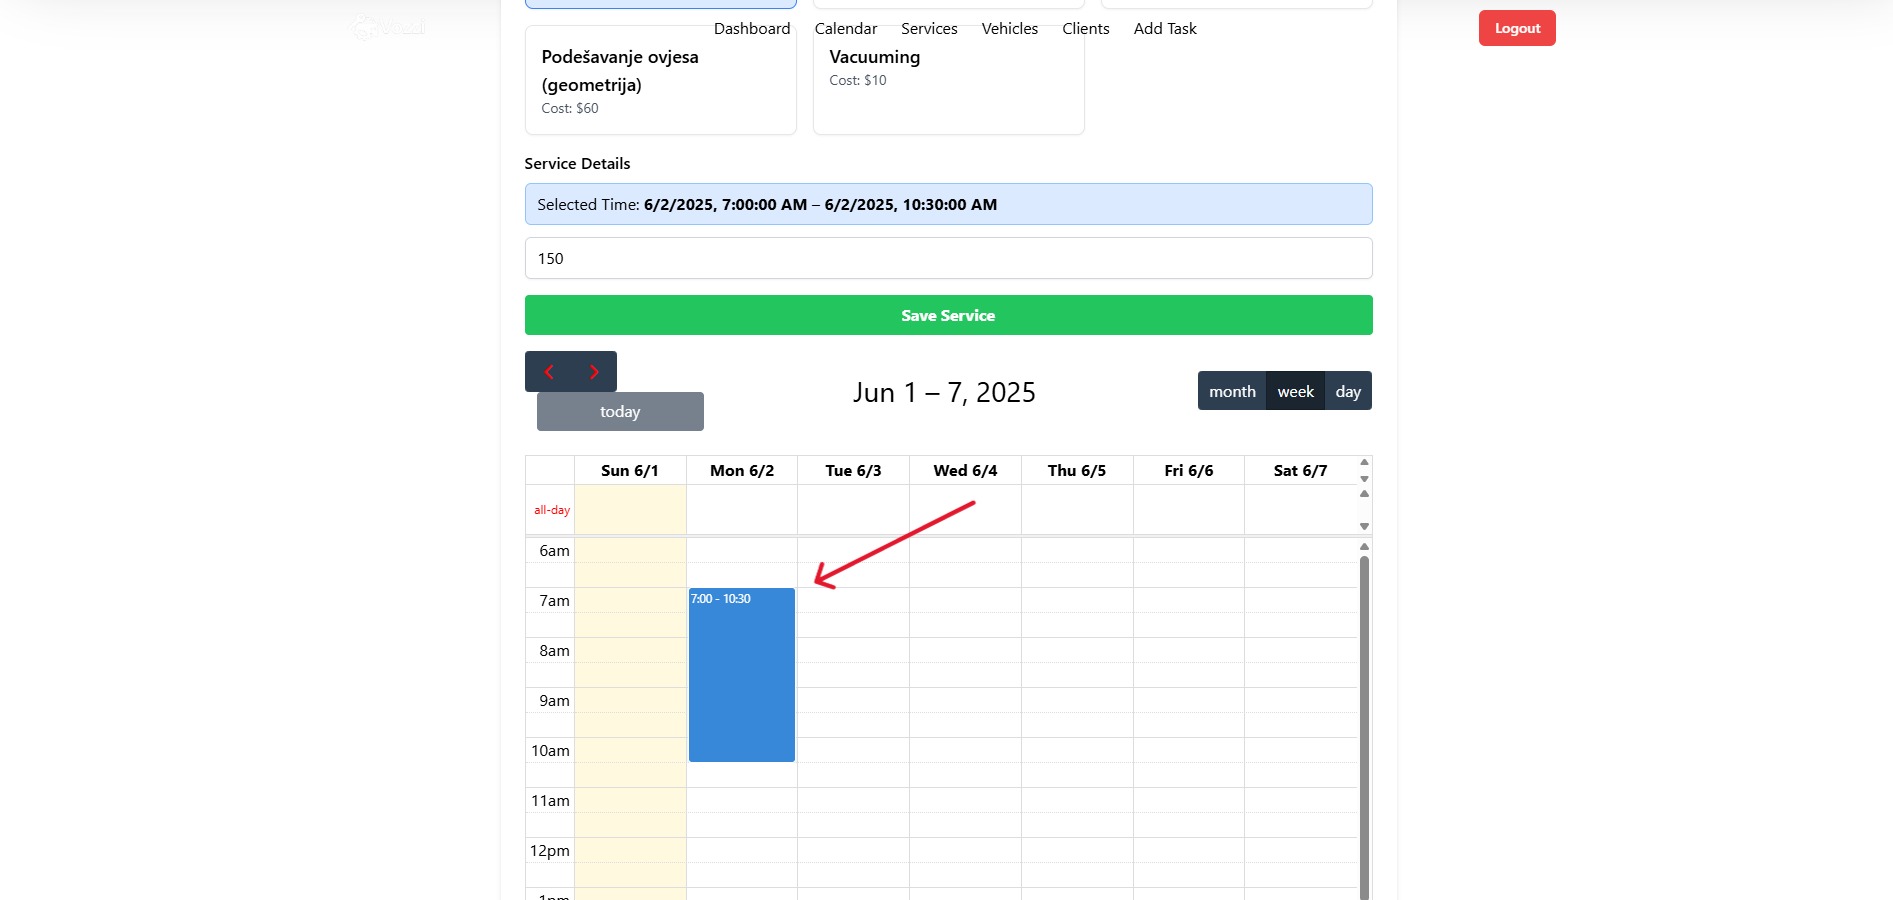 Dashboard Calendar Services Vehicles Clients Add Task Logout
Podešavanje ovjesa
(geometrija)
Cost: $60
Vacuuming
Cost: $10
Service Details
Selected Time: 6/2/2025, 7:00:00 AM – 6/2/2025, 10:30:00 AM
150
Save Service
today
Jun 1 – 7, 2025
month week day
Sun 6/1 Mon 6/2 Tue 6/3 Wed 6/4 Thu 6/5 Fri 6/6 Sat 6/7
all-day
6am
7am
7:00 - 10:30
8am
9am
10am
11am
12pm